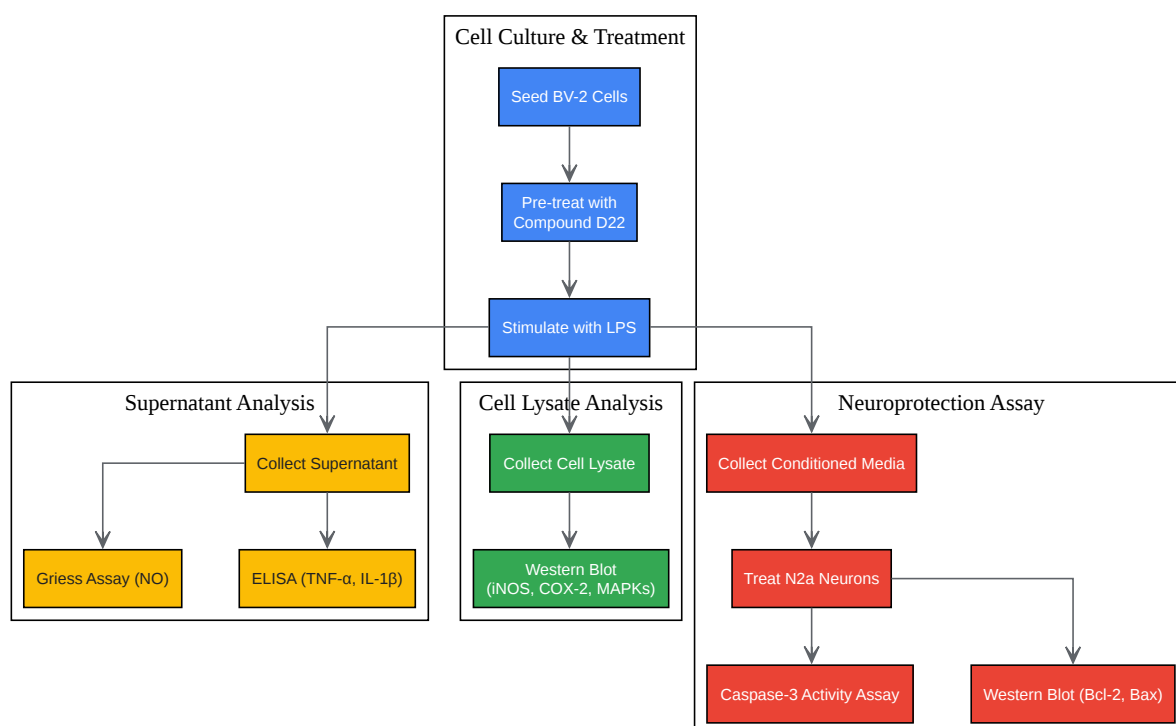 Cell Culture & Treatment
Seed BV-2 Cells
Pre-treat with
Compound D22
Stimulate with LPS
Supernatant Analysis
Collect Supernatant
Griess Assay (NO)
ELISA (TNF-α, IL-1β)
Cell Lysate Analysis
Collect Cell Lysate
Western Blot
(iNOS, COX-2, MAPKs)
Neuroprotection Assay
Collect Conditioned Media
Treat N2a Neurons
Caspase-3 Activity Assay
Western Blot (Bcl-2, Bax)